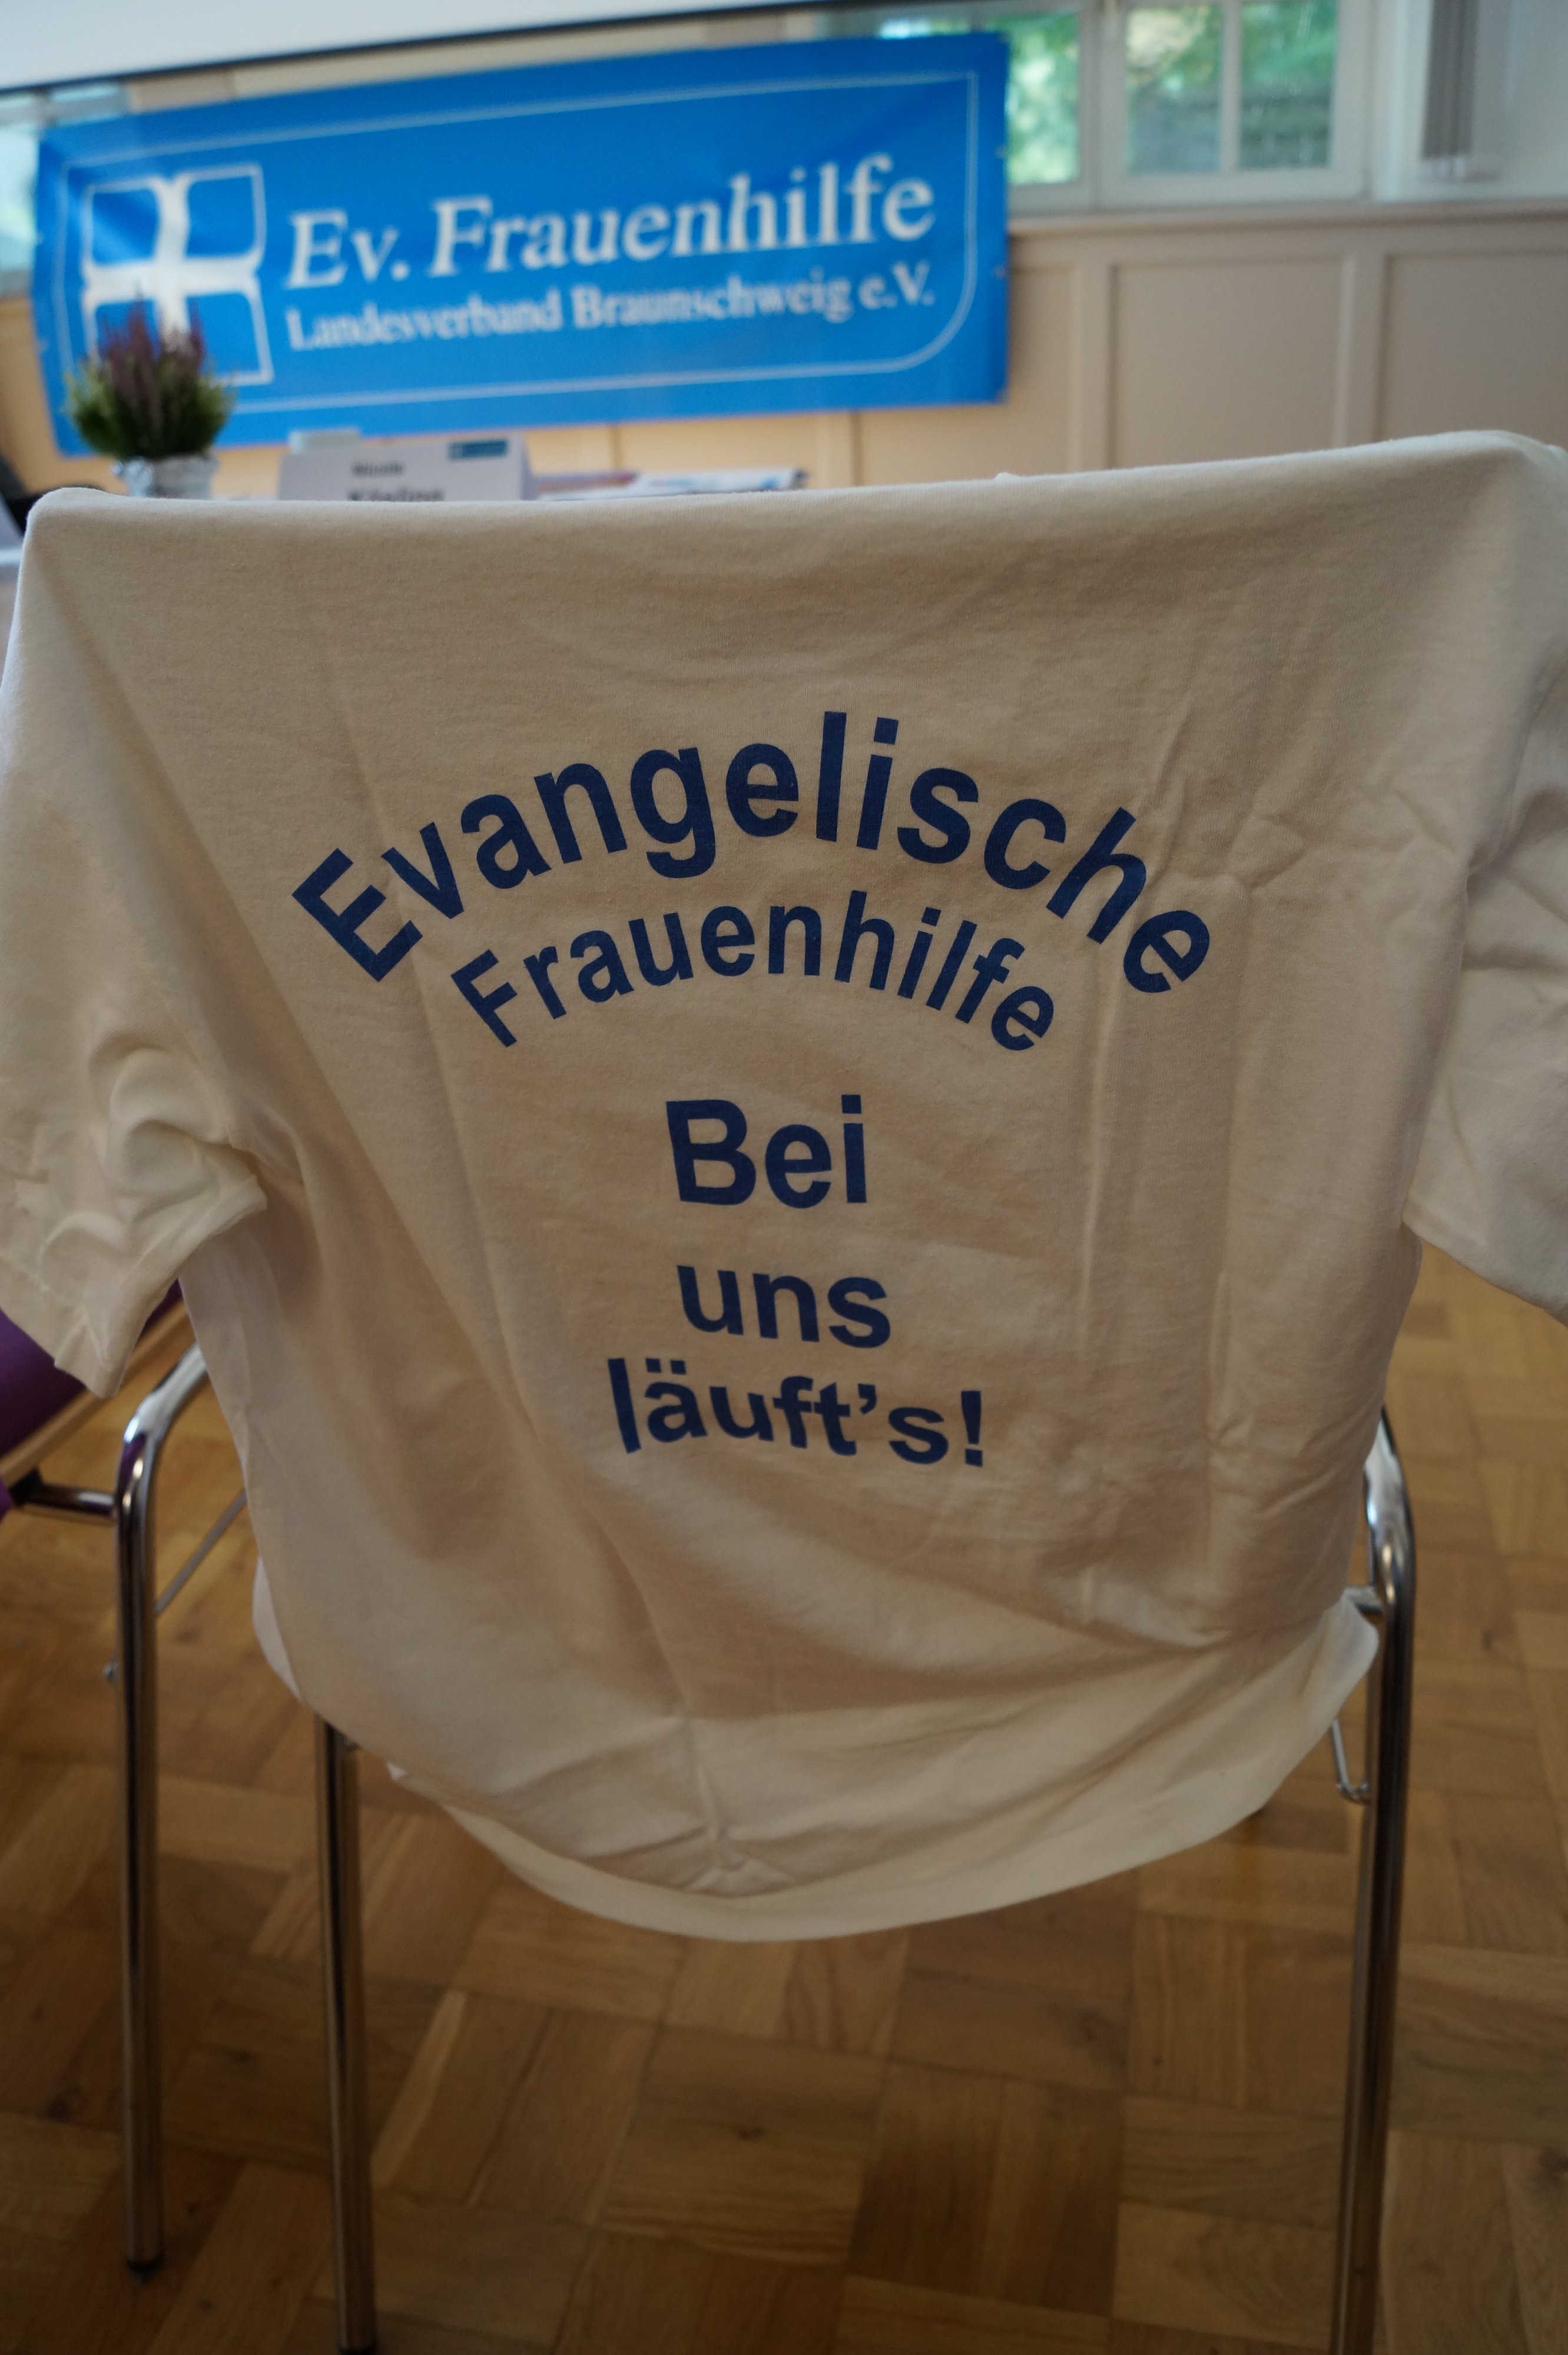 Ev. Frauenhilfe
Landesverband Braunschweig e.V.
Evangelische
Frauenhilfe
Bei
uns
läuft's!